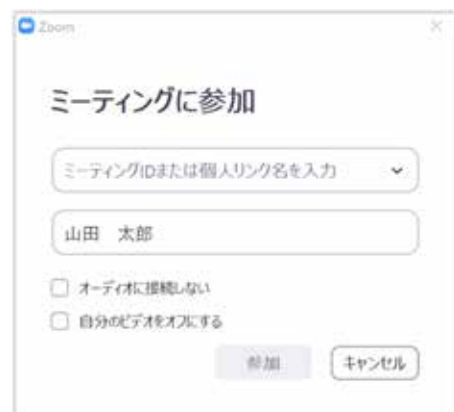 Zoom
ミーティングに参加
ミーティングIDまたは個人リンク名を入力
山田　太郎
オーディオに接続しない
自分のビデオをオフにする
参加
キャンセル